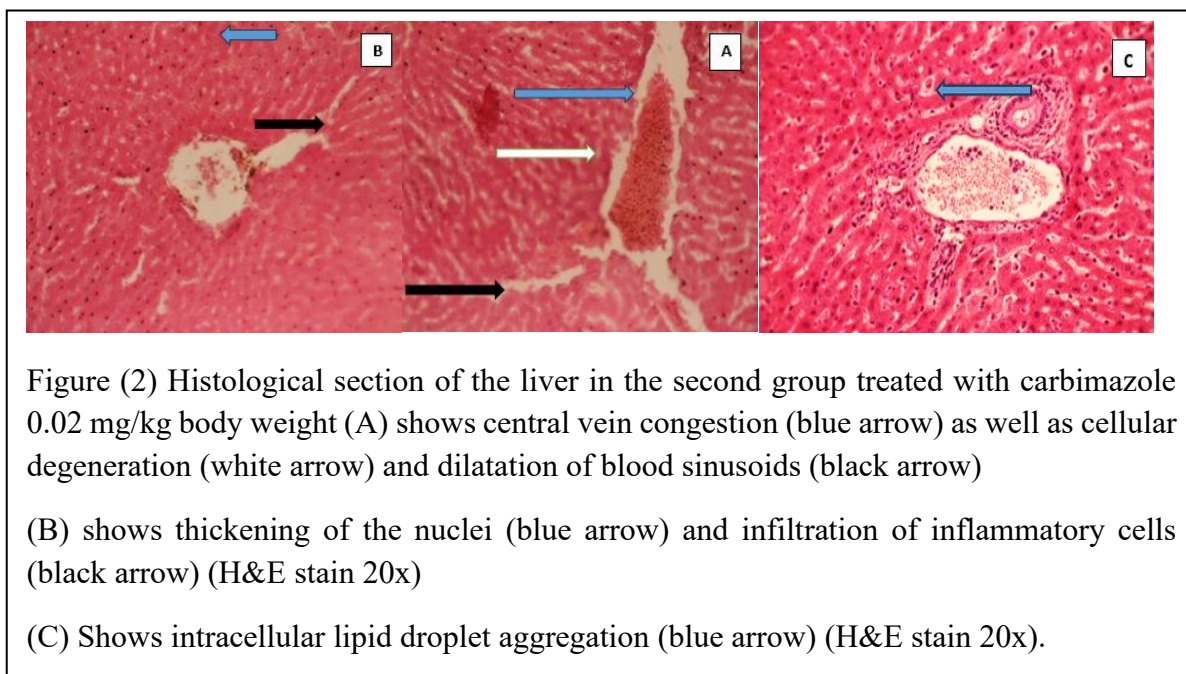 B
A
C
Figure (2) Histological section of the liver in the second group treated with carbimazole
0.02 mg/kg body weight (A) shows central vein congestion (blue arrow) as well as cellular
degeneration (white arrow) and dilatation of blood sinusoids (black arrow)
(B) shows thickening of the nuclei (blue arrow) and infiltration of inflammatory cells
(black arrow) (H&E stain 20x)
(C) Shows intracellular lipid droplet aggregation (blue arrow) (H&E stain 20x).